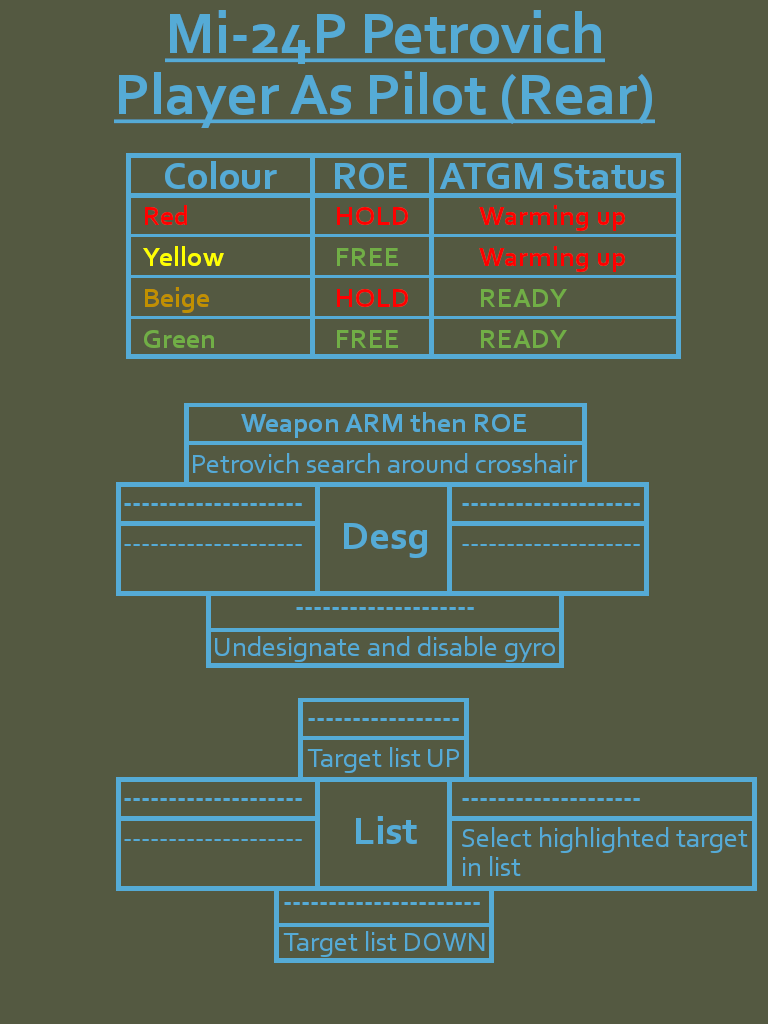 Mi-24P Petrovich
Player As Pilot (Rear)
Colour ROE ATGM Status
Red HOLD Warming up
Yellow FREE Warming up
Beige HOLD READY
Green FREE READY
Weapon ARM then ROE
Petrovich search around crosshair
-------------------- Desg --------------------
-------------------- --------------------
--------------------
Undesignate and disable gyro
-----------------
Target list UP
-------------------- List --------------------
-------------------- Select highlighted target
in list
----------------------
Target list DOWN